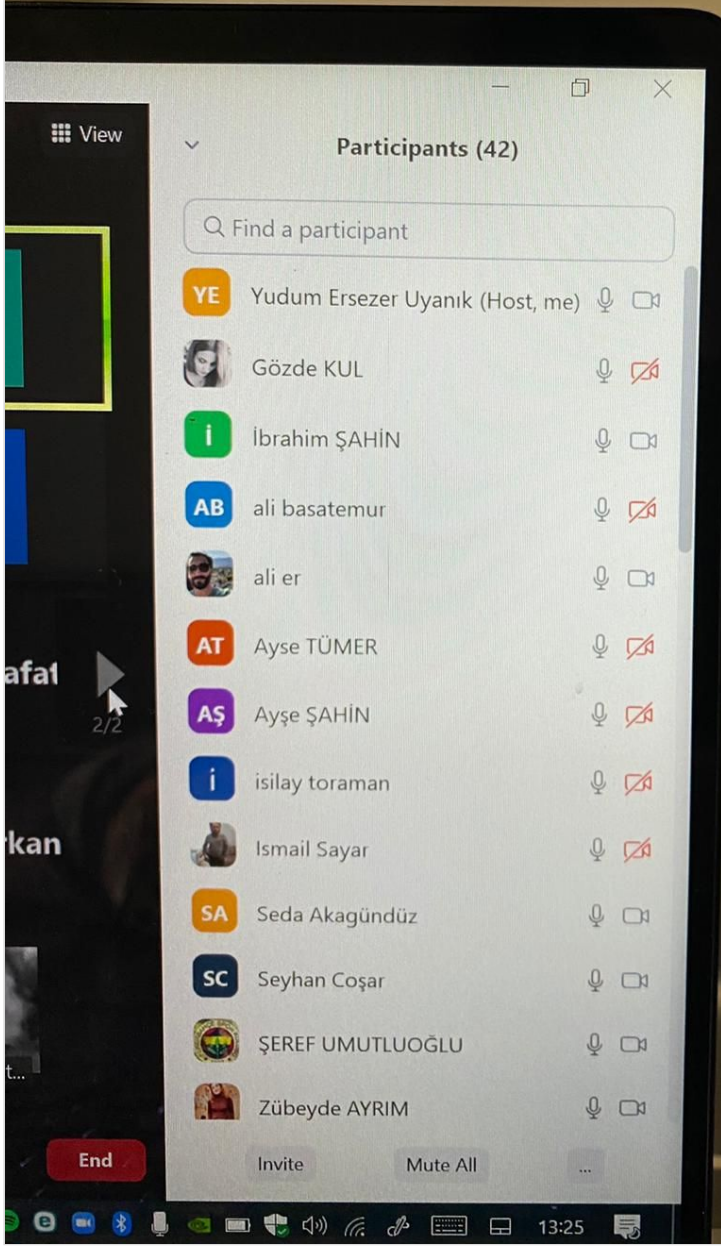 View
Participants (42)
Find a participant
YE Yudum Ersezer Uyanık (Host, me)
Gözde KUL
İ İbrahim ŞAHİN
AB ali basatemur
ali er
AT Ayse TÜMER
afat
2/2
AŞ Ayşe ŞAHİN
i isilay toraman
kan
Ismail Sayar
SA Seda Akagündüz
SC Seyhan Coşar
ŞEREF UMUTLUOĞLU
t...
Zübeyde AYRIM
End
Invite
Mute All
...
13:25